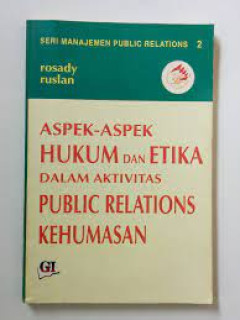 SERI MANAJEMEN PUBLIC RELATIONS 2
rosady
ruslan
ASPEK-ASPEK
HUKUM DAN ETIKA
DALAM AKTIVITAS
PUBLIC RELATIONS
KEHUMASAN
GI